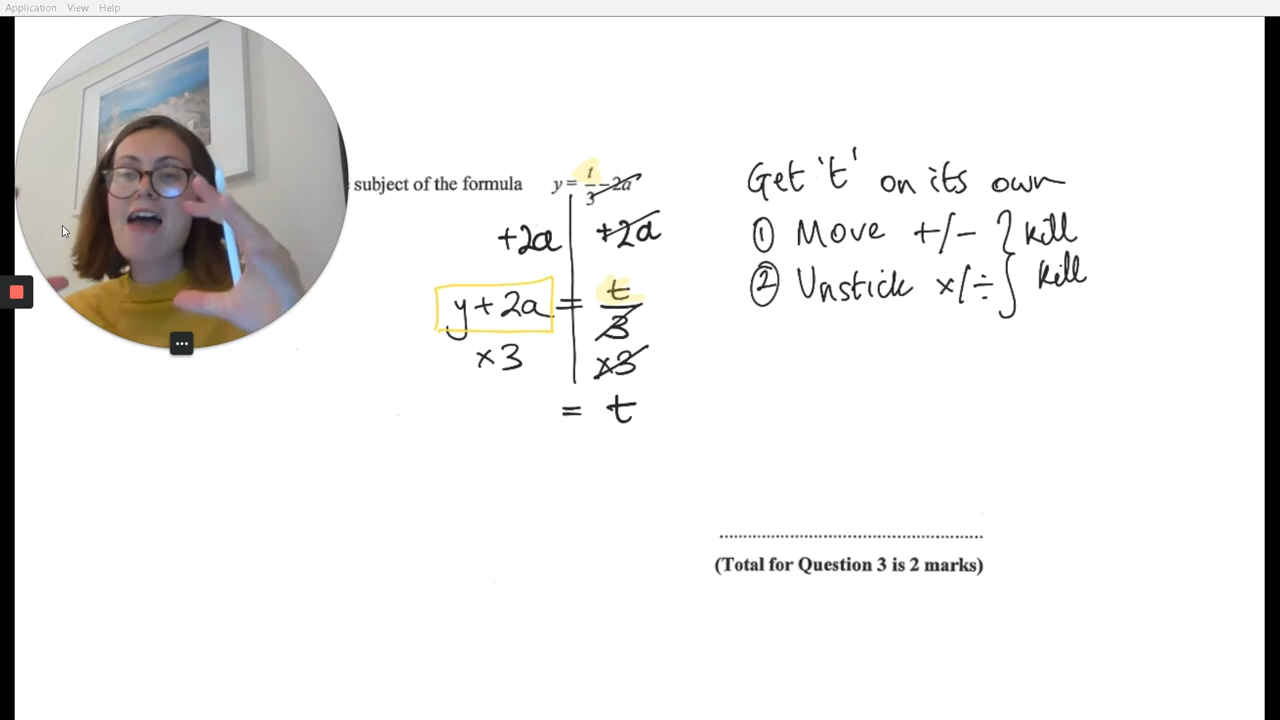 Application View Help
subject of the formula y = t/3 - 2a
+2a +2a
y + 2a = t/3
×3 ×3
= t
Get 't' on its own
① Move +/- } kill
② Unstick ×/÷ } kill
(Total for Question 3 is 2 marks)